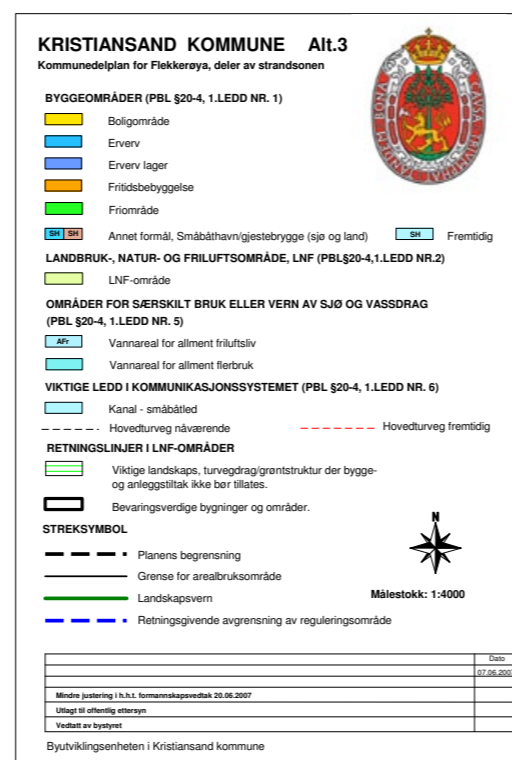 KRISTIANSAND KOMMUNE Alt.3
Kommunedelplan for Flekkerøya, deler av strandsonen
BYGGEOMRÅDER (PBL §20-4, 1.LEDD NR. 1)
Boligområde
Erverv
Erverv lager
Fritidsbebyggelse
Friområde
SH SH Annet formål, Småbåthavn/gjestebrygge (sjø og land) SH Fremtidig
LANDBRUK-, NATUR- OG FRILUFTSOMRÅDE, LNF (PBL§20-4,1.LEDD NR.2)
LNF-område
OMRÅDER FOR SÆRSKILT BRUK ELLER VERN AV SJØ OG VASSDRAG
(PBL §20-4, 1.LEDD NR. 5)
AFr Vannareal for allment friluftsliv
Vannareal for allment flerbruk
VIKTIGE LEDD I KOMMUNIKASJONSSYSTEMET (PBL §20-4, 1.LEDD NR. 6)
Kanal - småbåtled
Hovedturveg nåværende Hovedturveg fremtidig
RETNINGSLINJER I LNF-OMRÅDER
Viktige landskaps, turvegdrag/grøntstruktur der bygge-
og anleggstiltak ikke bør tillates.
Bevaringsverdige bygninger og områder.
STREKSYMBOL
N
Planens begrensning
Grense for arealbruksområde
Landskapsvern
Målestokk: 1:4000
Retningsgivende avgrensning av reguleringsområde
Dato
07.06.2007
Mindre justering i h.h.t. formannskapsvedtak 20.06.2007
Utlagt til offentlig ettersyn
Vedtatt av bystyret
Byutviklingsenheten i Kristiansand kommune